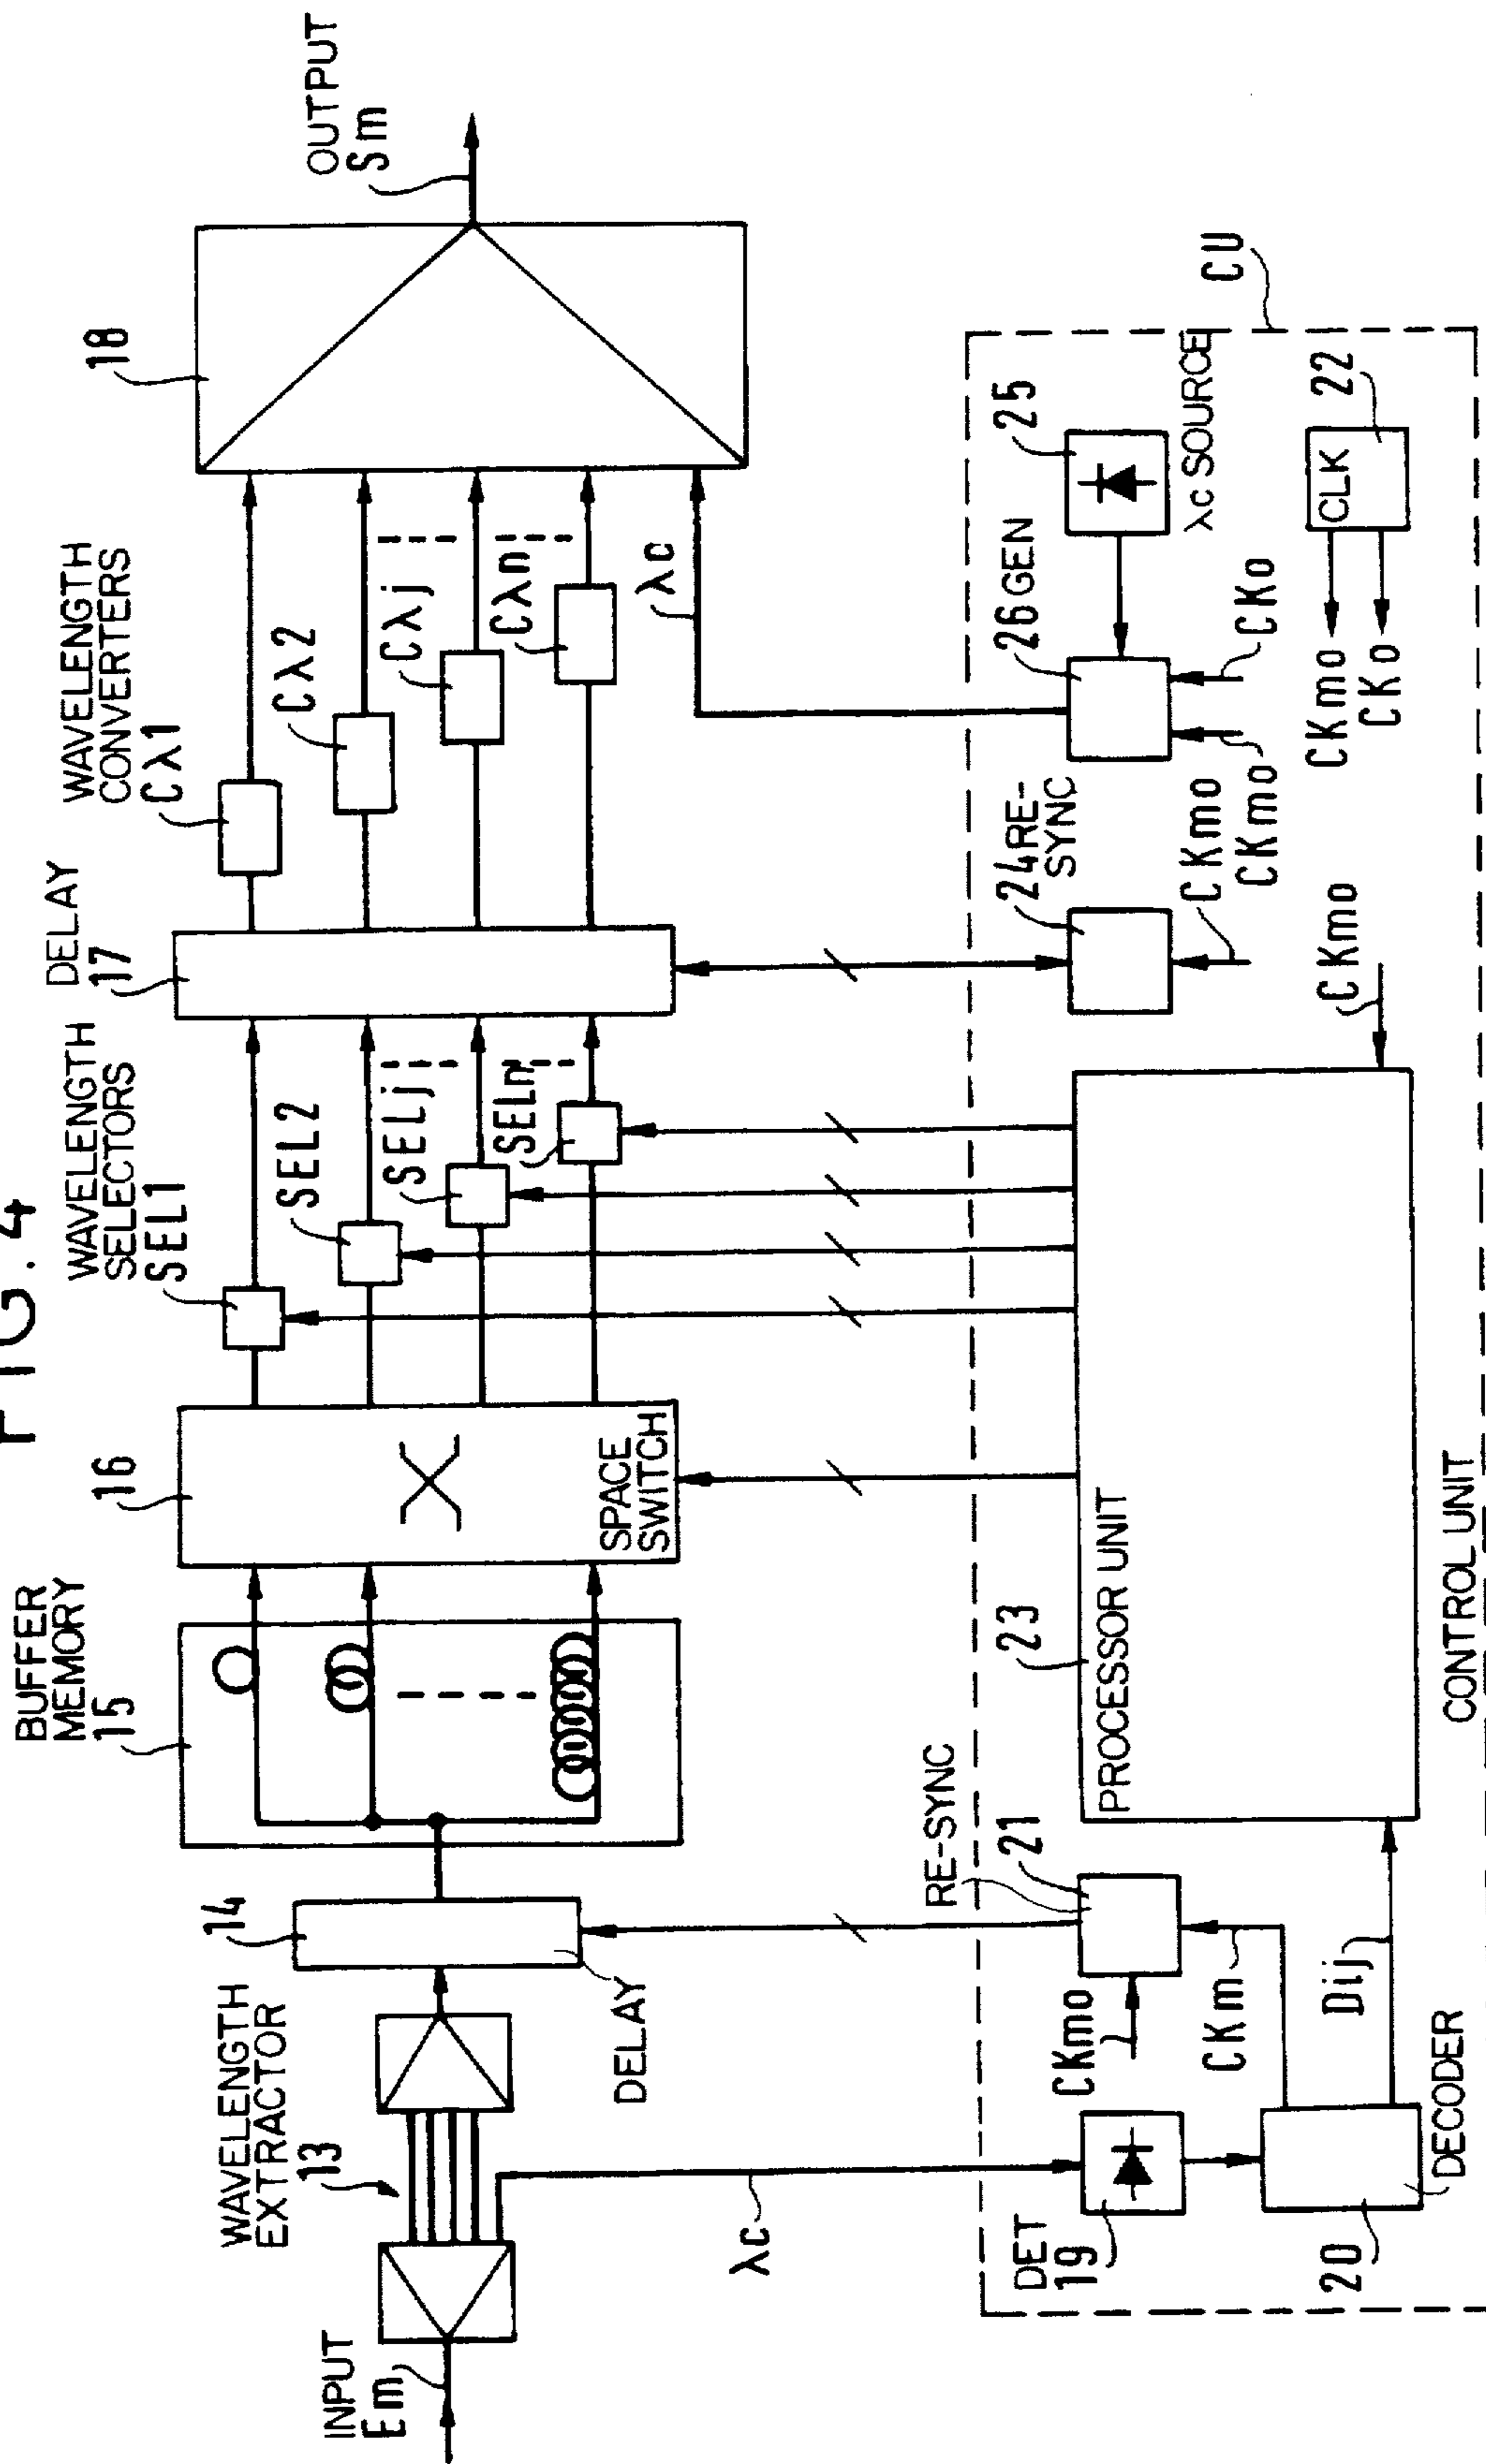 FIG. 4
INPUT
Em
WAVELENGTH
EXTRACTOR
13
14
DELAY
BUFFER
MEMORY
15
16
SPACE
SWITCH
WAVELENGTH
SELECTORS
SEL1
SEL2
SELj
SELn
DELAY
17
WAVELENGTH
CONVERTERS
Cλ1
Cλ2
Cλj
Cλn
18
OUTPUT
Sm
λc
λc
DET
19
20
DECODER
CKmo
CKm
Dij
RE-SYNC
21
23
PROCESSOR UNIT
CONTROL UNIT
CKmo
24 RE-
SYNC
CKmo
CKmo
CKo
26 GEN
25
λc SOURCE
CLK
22
CKmo
CKo
CU